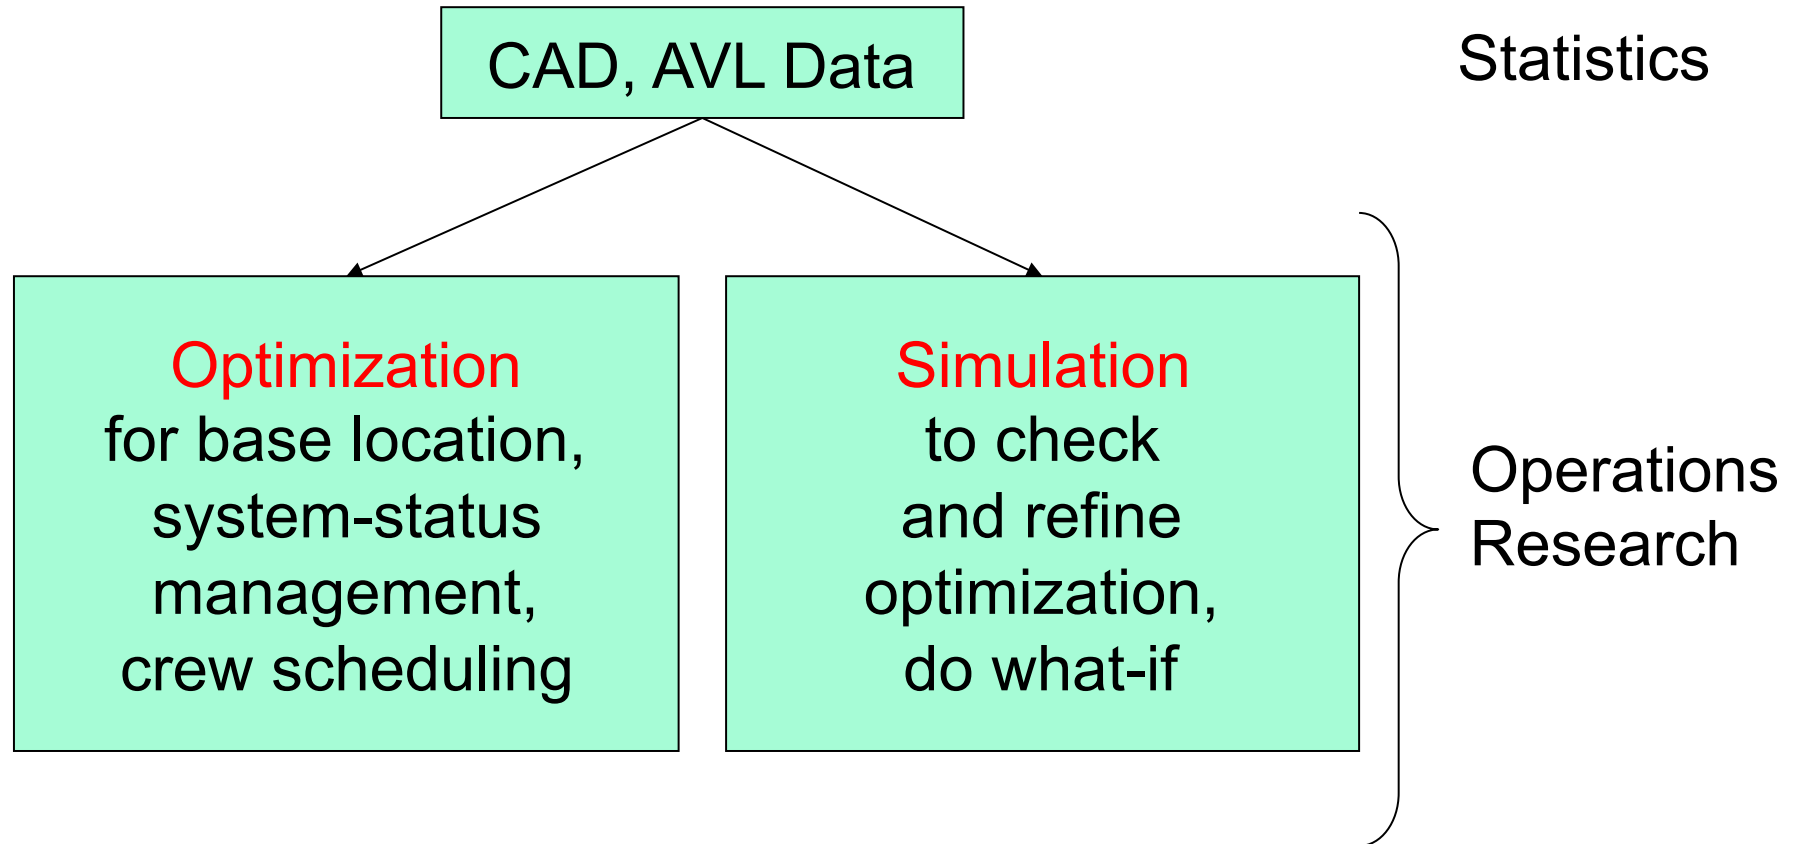 CAD, AVL Data
Statistics
Optimization
for base location,
system-status
management,
crew scheduling
Simulation
to check
and refine
optimization,
do what-if
Operations
Research